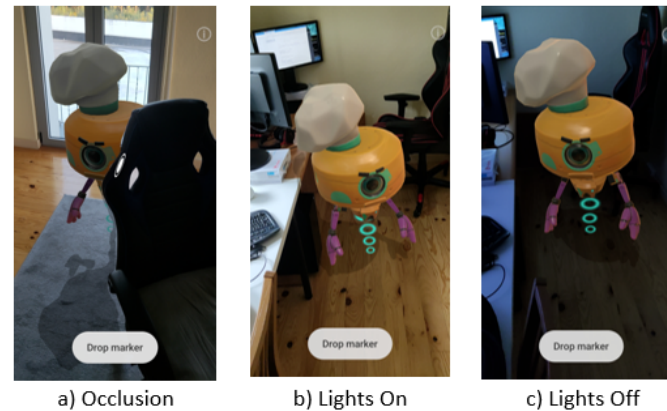 Drop marker
Drop marker
Drop marker
a) Occlusion
b) Lights On
c) Lights Off